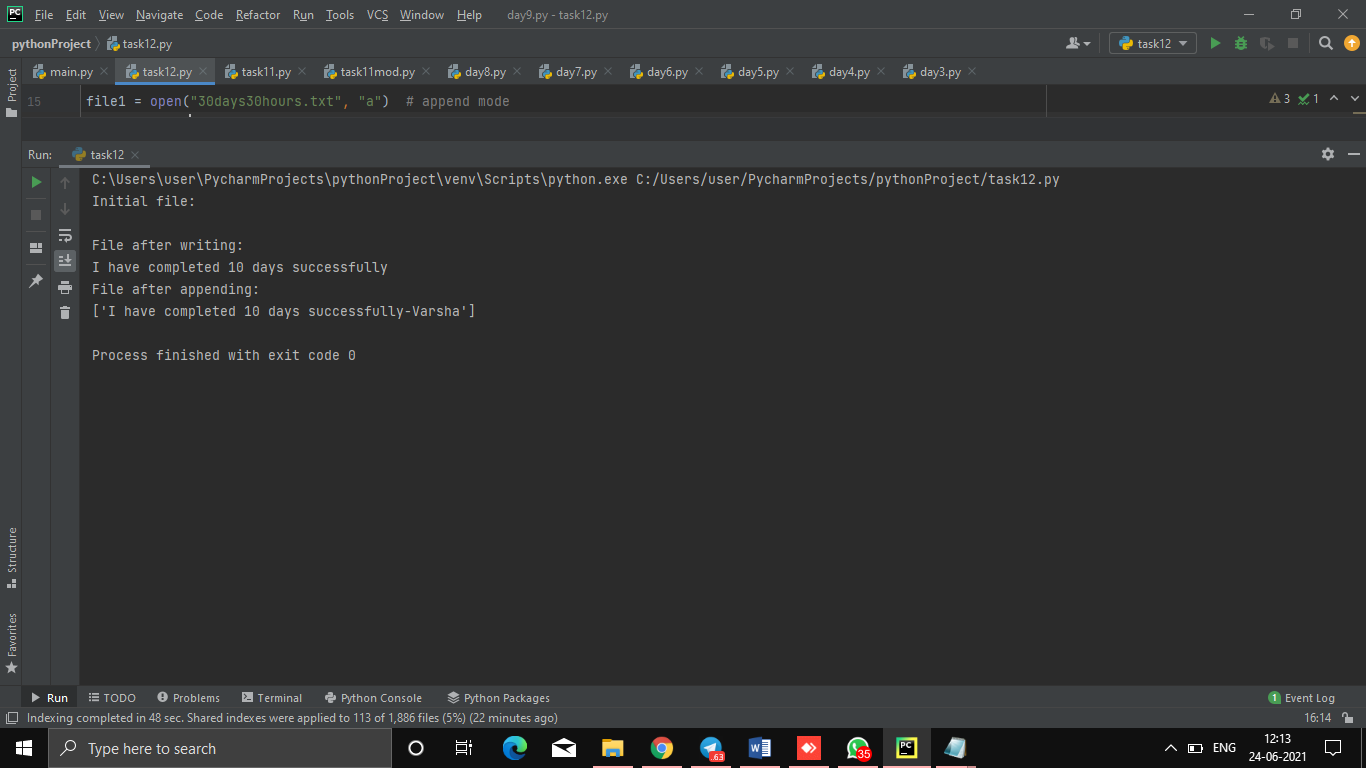 PC File Edit View Navigate Code Refactor Run Tools VCS Window Help day9.py - task12.py
pythonProject task12.py task12
Project
main.py task12.py task11.py task11mod.py day8.py day7.py day6.py day5.py day4.py day3.py
15 file1 = open("30days30hours.txt", "a")  # append mode 3 1
Run: task12
C:\Users\user\PycharmProjects\pythonProject\venv\Scripts\python.exe C:/Users/user/PycharmProjects/pythonProject/task12.py
Initial file:
File after writing:
I have completed 10 days successfully
File after appending:
['I have completed 10 days successfully-Varsha']
Process finished with exit code 0
Structure
Favorites
Run TODO Problems Terminal Python Console Python Packages 1 Event Log
Indexing completed in 48 sec. Shared indexes were applied to 113 of 1,886 files (5%) (22 minutes ago) 16:14
Type here to search .63 W 35 PC ENG 12:13
24-06-2021